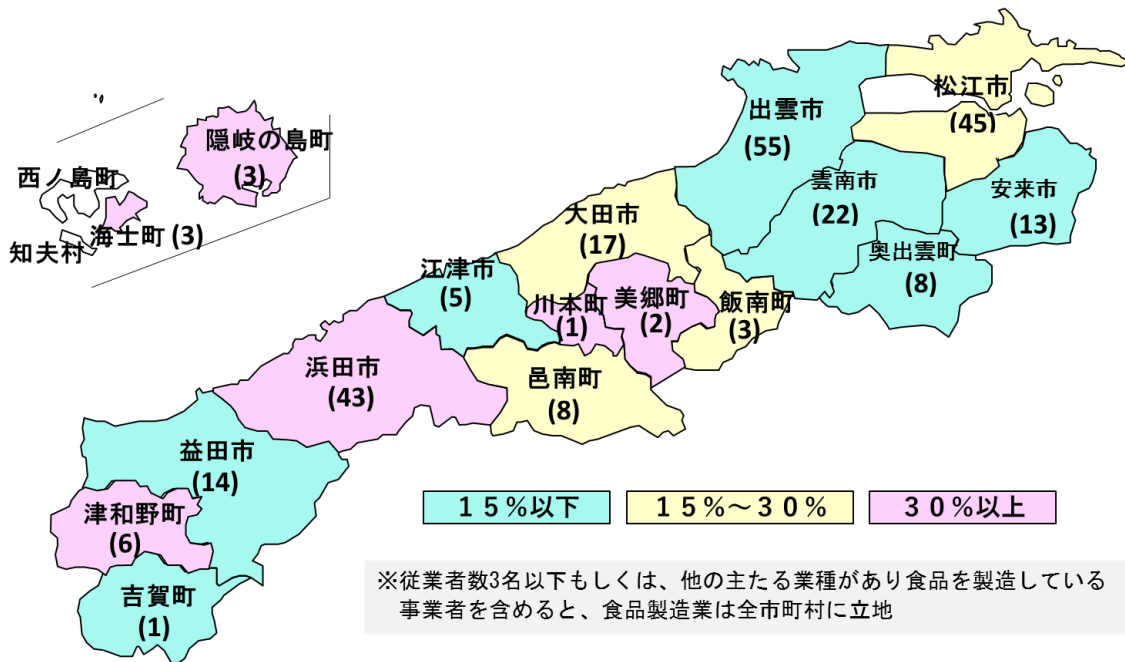 松江市
(45)
出雲市
(55)
隠岐の島町
(3)
西ノ島町
海士町(3)
知夫村
雲南市
(22)
安来市
(13)
奥出雲町
(8)
大田市
(17)
江津市
(5)
川本町
(1)
美郷町
(2)
飯南町
(3)
浜田市
(43)
邑南町
(8)
益田市
(14)
津和野町
(6)
吉賀町
(1)
15%以下
15%~30%
30%以上
※従業者数3名以下もしくは、他の主たる業種があり食品を製造している
事業者を含めると、食品製造業は全市町村に立地